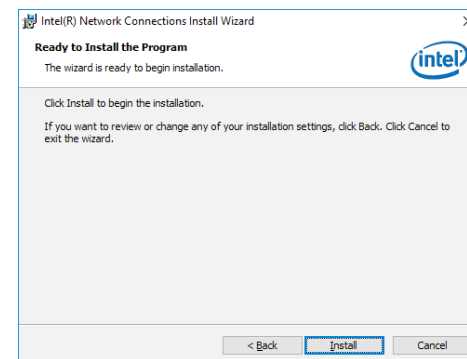 Intel(R) Network Connections Install Wizard
Ready to Install the Program
The wizard is ready to begin installation.
intel
Click Install to begin the installation.
If you want to review or change any of your installation settings, click Back. Click Cancel to
exit the wizard.
< Back
Install
Cancel